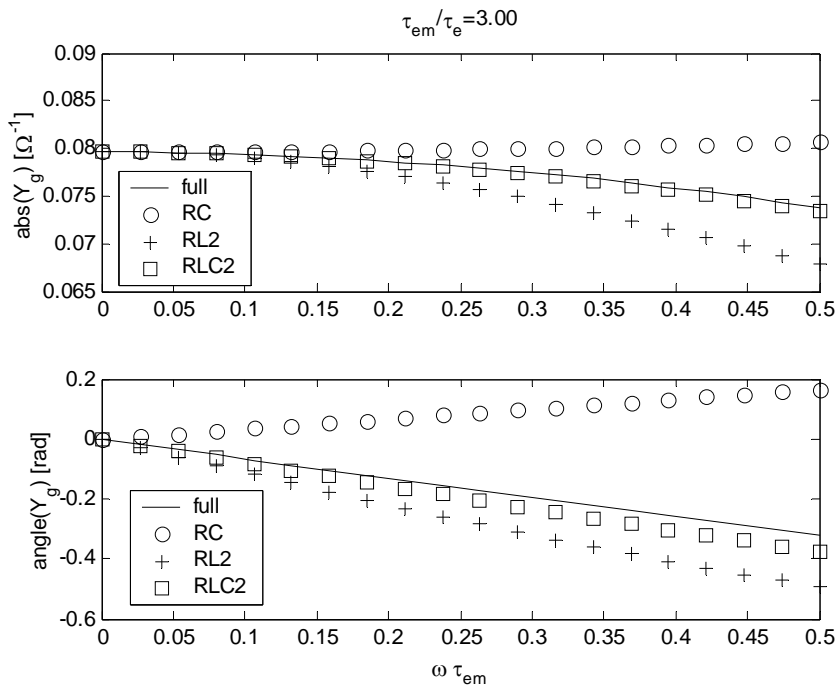 τem/τe=3.00
abs(Yg) [Ω-1]
0.09
0.085
0.08
0.075
0.07
0.065
full
RC
RL2
RLC2
0 0.05 0.1 0.15 0.2 0.25 0.3 0.35 0.4 0.45 0.5
angle(Yg) [rad]
0.2
0
-0.2
-0.4
-0.6
full
RC
RL2
RLC2
0 0.05 0.1 0.15 0.2 0.25 0.3 0.35 0.4 0.45 0.5
ω τem